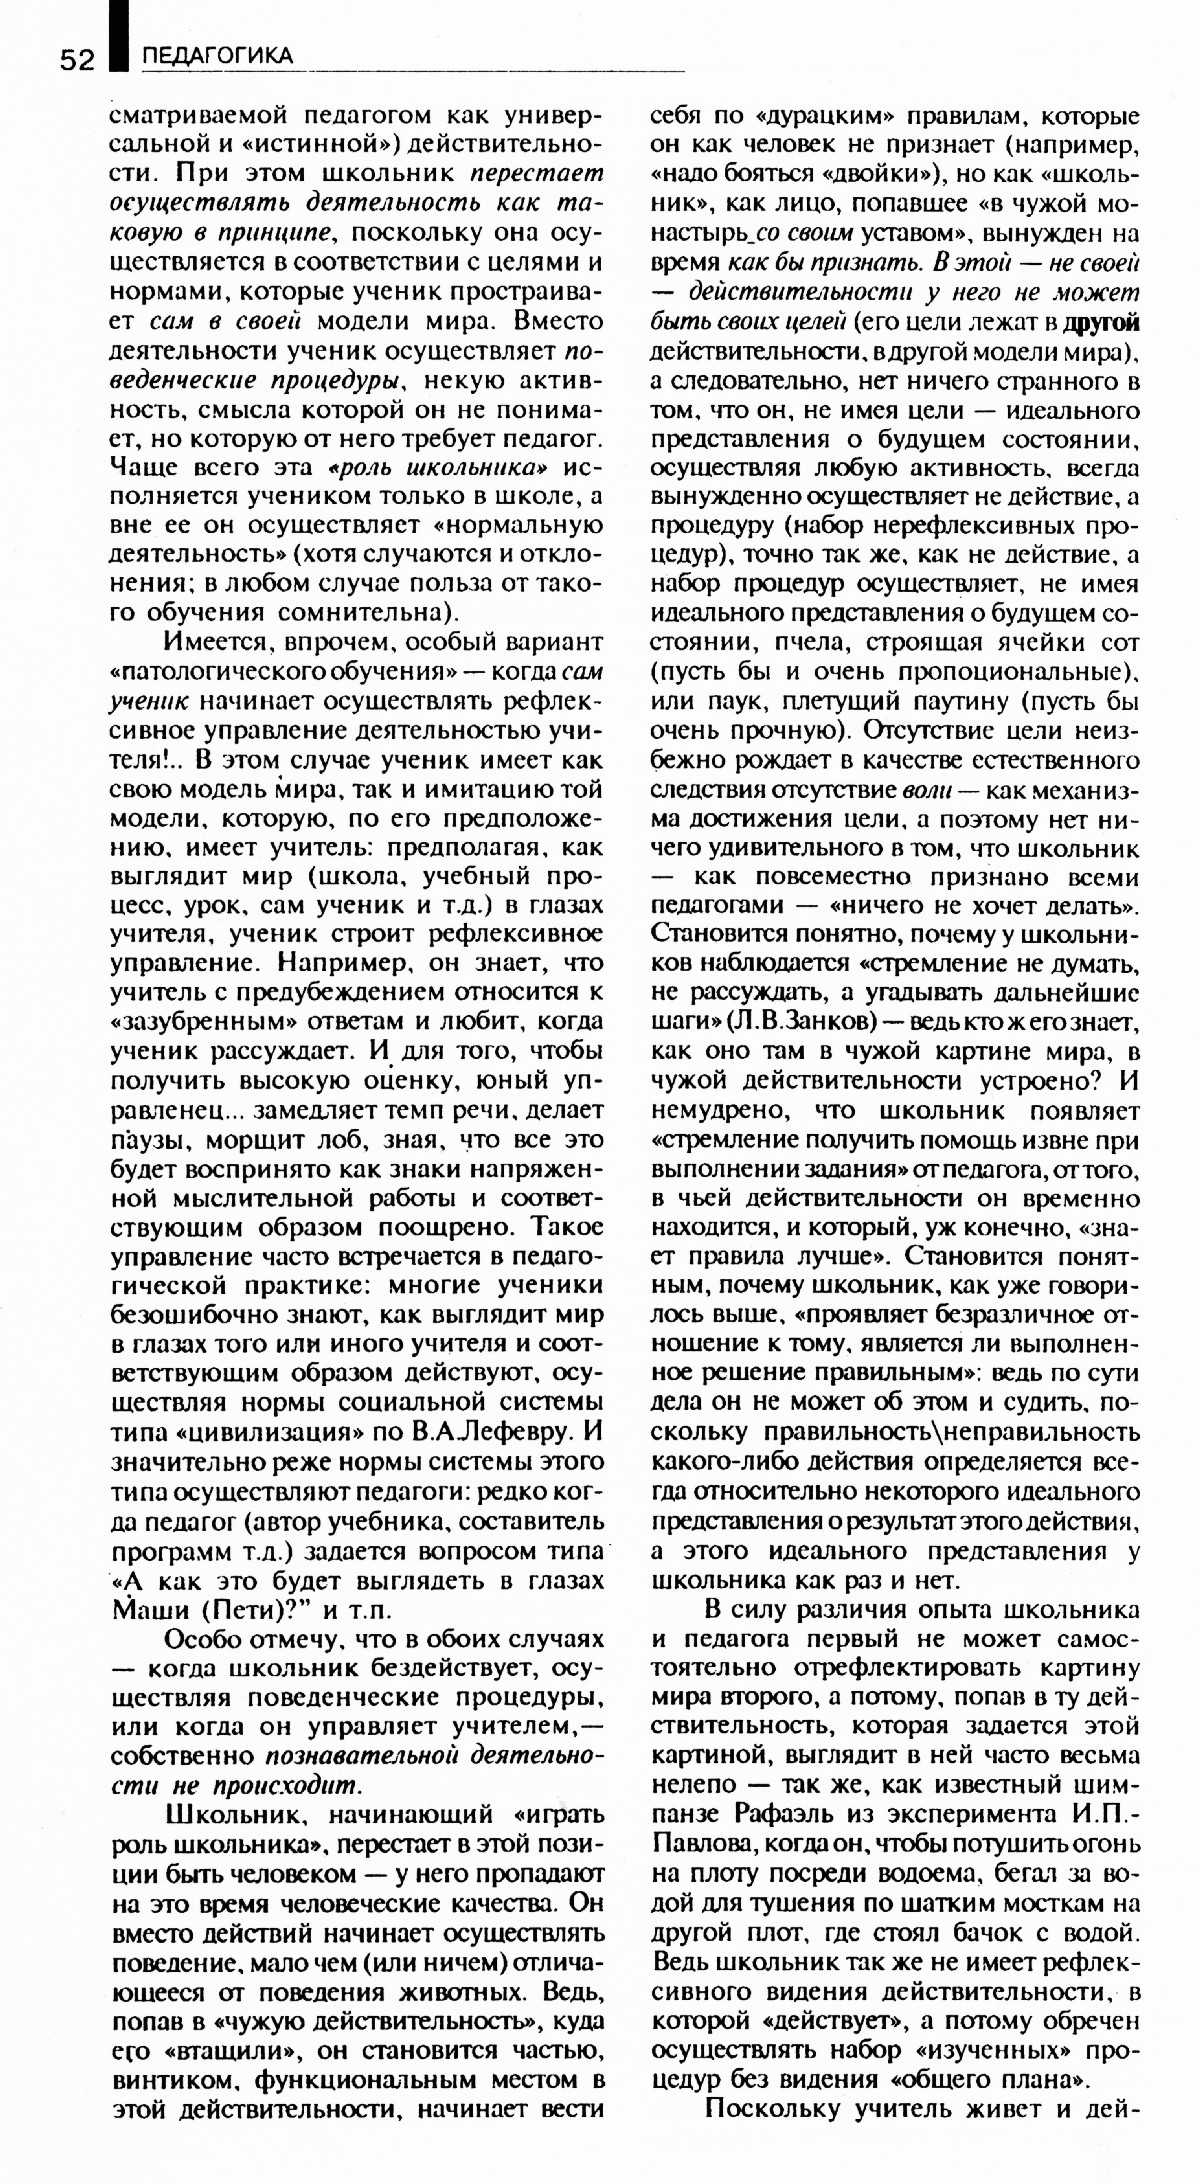 52
ПЕДАГОГИКА
сматриваемой педагогом как универ-
сальной и «истинной») действительно-
сти. При этом школьник перестает
осуществлять деятельность как та-
ковую в принципе, поскольку она осу-
ществляется в соответствии с целями и
нормами, которые ученик простраива-
ет сам в своей модели мира. Вместо
деятельности ученик осуществляет по-
веденческие процедуры, некую актив-
ность, смысла которой он не понима-
ет, но которую от него требует педагог.
Чаще всего эта «роль школьника» ис-
полняется учеником только в школе, а
вне ее он осуществляет «нормальную
деятельность» (хотя случаются и откло-
нения; в любом случае польза от тако-
го обучения сомнительна).
Имеется, впрочем, особый вариант
«патологического обучения» — когда сам
ученик начинает осуществлять рефлек-
сивное управление деятельностью учи-
теля!.. В этом случае ученик имеет как
свою модель мира, так и имитацию той
модели, которую, по его предположе-
нию, имеет учитель: предполагая, как
выглядит мир (школа, учебный про-
цесс, урок, сам ученик и т.д.) в глазах
учителя, ученик строит рефлексивное
управление. Например, он знает, что
учитель с предубеждением относится к
«зазубренным» ответам и любит, когда
ученик рассуждает. И для того, чтобы
получить высокую оценку, юный уп-
равленец... замедляет темп речи, делает
паузы, морщит лоб, зная, что все это
будет воспринято как знаки напряжен-
ной мыслительной работы и соответ-
ствующим образом поощрено. Такое
управление часто встречается в педаго-
гической практике: многие ученики
безошибочно знают, как выглядит мир
в глазах того или иного учителя и соот-
ветствующим образом действуют, осу-
ществляя нормы социальной системы
типа «цивилизация» по В.А.Лефевру. И
значительно реже нормы системы этого
типа осуществляют педагоги: редко ког-
да педагог (автор учебника, составитель
программ т.д.) задается вопросом типа
«А как это будет выглядеть в глазах
Маши (Пети)?” и т.п.
Особо отмечу, что в обоих случаях
— когда школьник бездействует, осу-
ществляя поведенческие процедуры,
или когда он управляет учителем,—
собственно познавательной деятельно-
сти не происходит.
Школьник, начинающий «играть
роль школьника», перестает в этой пози-
ции быть человеком — у него пропадают
на это время человеческие качества. Он
вместо действий начинает осуществлять
поведение, мало чем (или ничем) отлича-
ющееся от поведения животных. Ведь,
попав в «чужую действительность», куда
его «втащили», он становится частью,
винтиком, функциональным местом в
этой действительности, начинает вести
себя по «дурацким» правилам, которые
он как человек не признает (например,
«надо бояться «двойки»), но как «школь-
ник», как лицо, попавшее «в чужой мо-
настырь со своим уставом», вынужден на
время как бы признать. В этой — не своей
— действительности у него не может
быть своих целей (его цели лежат в другой
действительности, в другой модели мира),
а следовательно, нет ничего странного в
том, что он, не имея цели — идеального
представления о будущем состоянии,
осуществляя любую активность, всегда
вынужденно осуществляет не действие, а
процедуру (набор нерефлексивных про-
цедур), точно так же, как не действие, а
набор процедур осуществляет, не имея
идеального представления о будущем со-
стоянии, пчела, строящая ячейки сот
(пусть бы и очень пропоциональные),
или паук, плетущий паутину (пусть бы
очень прочную). Отсутствие цели неиз-
бежно рождает в качестве естественного
следствия отсутствие воли — как механиз-
ма достижения цели, а поэтому нет ни-
чего удивительного в том, что школьник
— как повсеместно признано всеми
педагогами — «ничего не хочет делать».
Становится понятно, почему у школьни-
ков наблюдается «стремление не думать,
не рассуждать, а угадывать дальнейшие
шаги» (Л.В.Занков) — ведь кто ж его знает,
как оно там в чужой картине мира, в
чужой действительности устроено? И
немудрено, что школьник появляет
«стремление получить помощь извне при
выполнении задания» от педагога, от того,
в чьей действительности он временно
находится, и который, уж конечно, «зна-
ет правила лучше». Становится понят-
ным, почему школьник, как уже говори-
лось выше, «проявляет безразличное от-
ношение к тому, является ли выполнен-
ное решение правильным»: ведь по сути
дела он не может об этом и судить, по-
скольку правильность\неправильность
какого-либо действия определяется все-
гда относительно некоторого идеального
представления о результат этого действия,
а этого идеального представления у
школьника как раз и нет.
В силу различия опыта школьника
и педагога первый не может самос-
тоятельно отрефлектировать картину
мира второго, а потому, попав в ту дей-
ствительность, которая задается этой
картиной, выглядит в ней часто весьма
нелепо — так же, как известный шим-
панзе Рафаэль из эксперимента И.П.-
Павлова, когда он, чтобы потушить огонь
на плоту посреди водоема, бегал за во-
дой для тушения по шатким мосткам на
другой плот, где стоял бачок с водой.
Ведь школьник так же не имеет рефлек-
сивного видения действительности, в
которой «действует», а потому обречен
осуществлять набор «изученных» про-
цедур без видения «общего плана».
Поскольку учитель живет и дей-